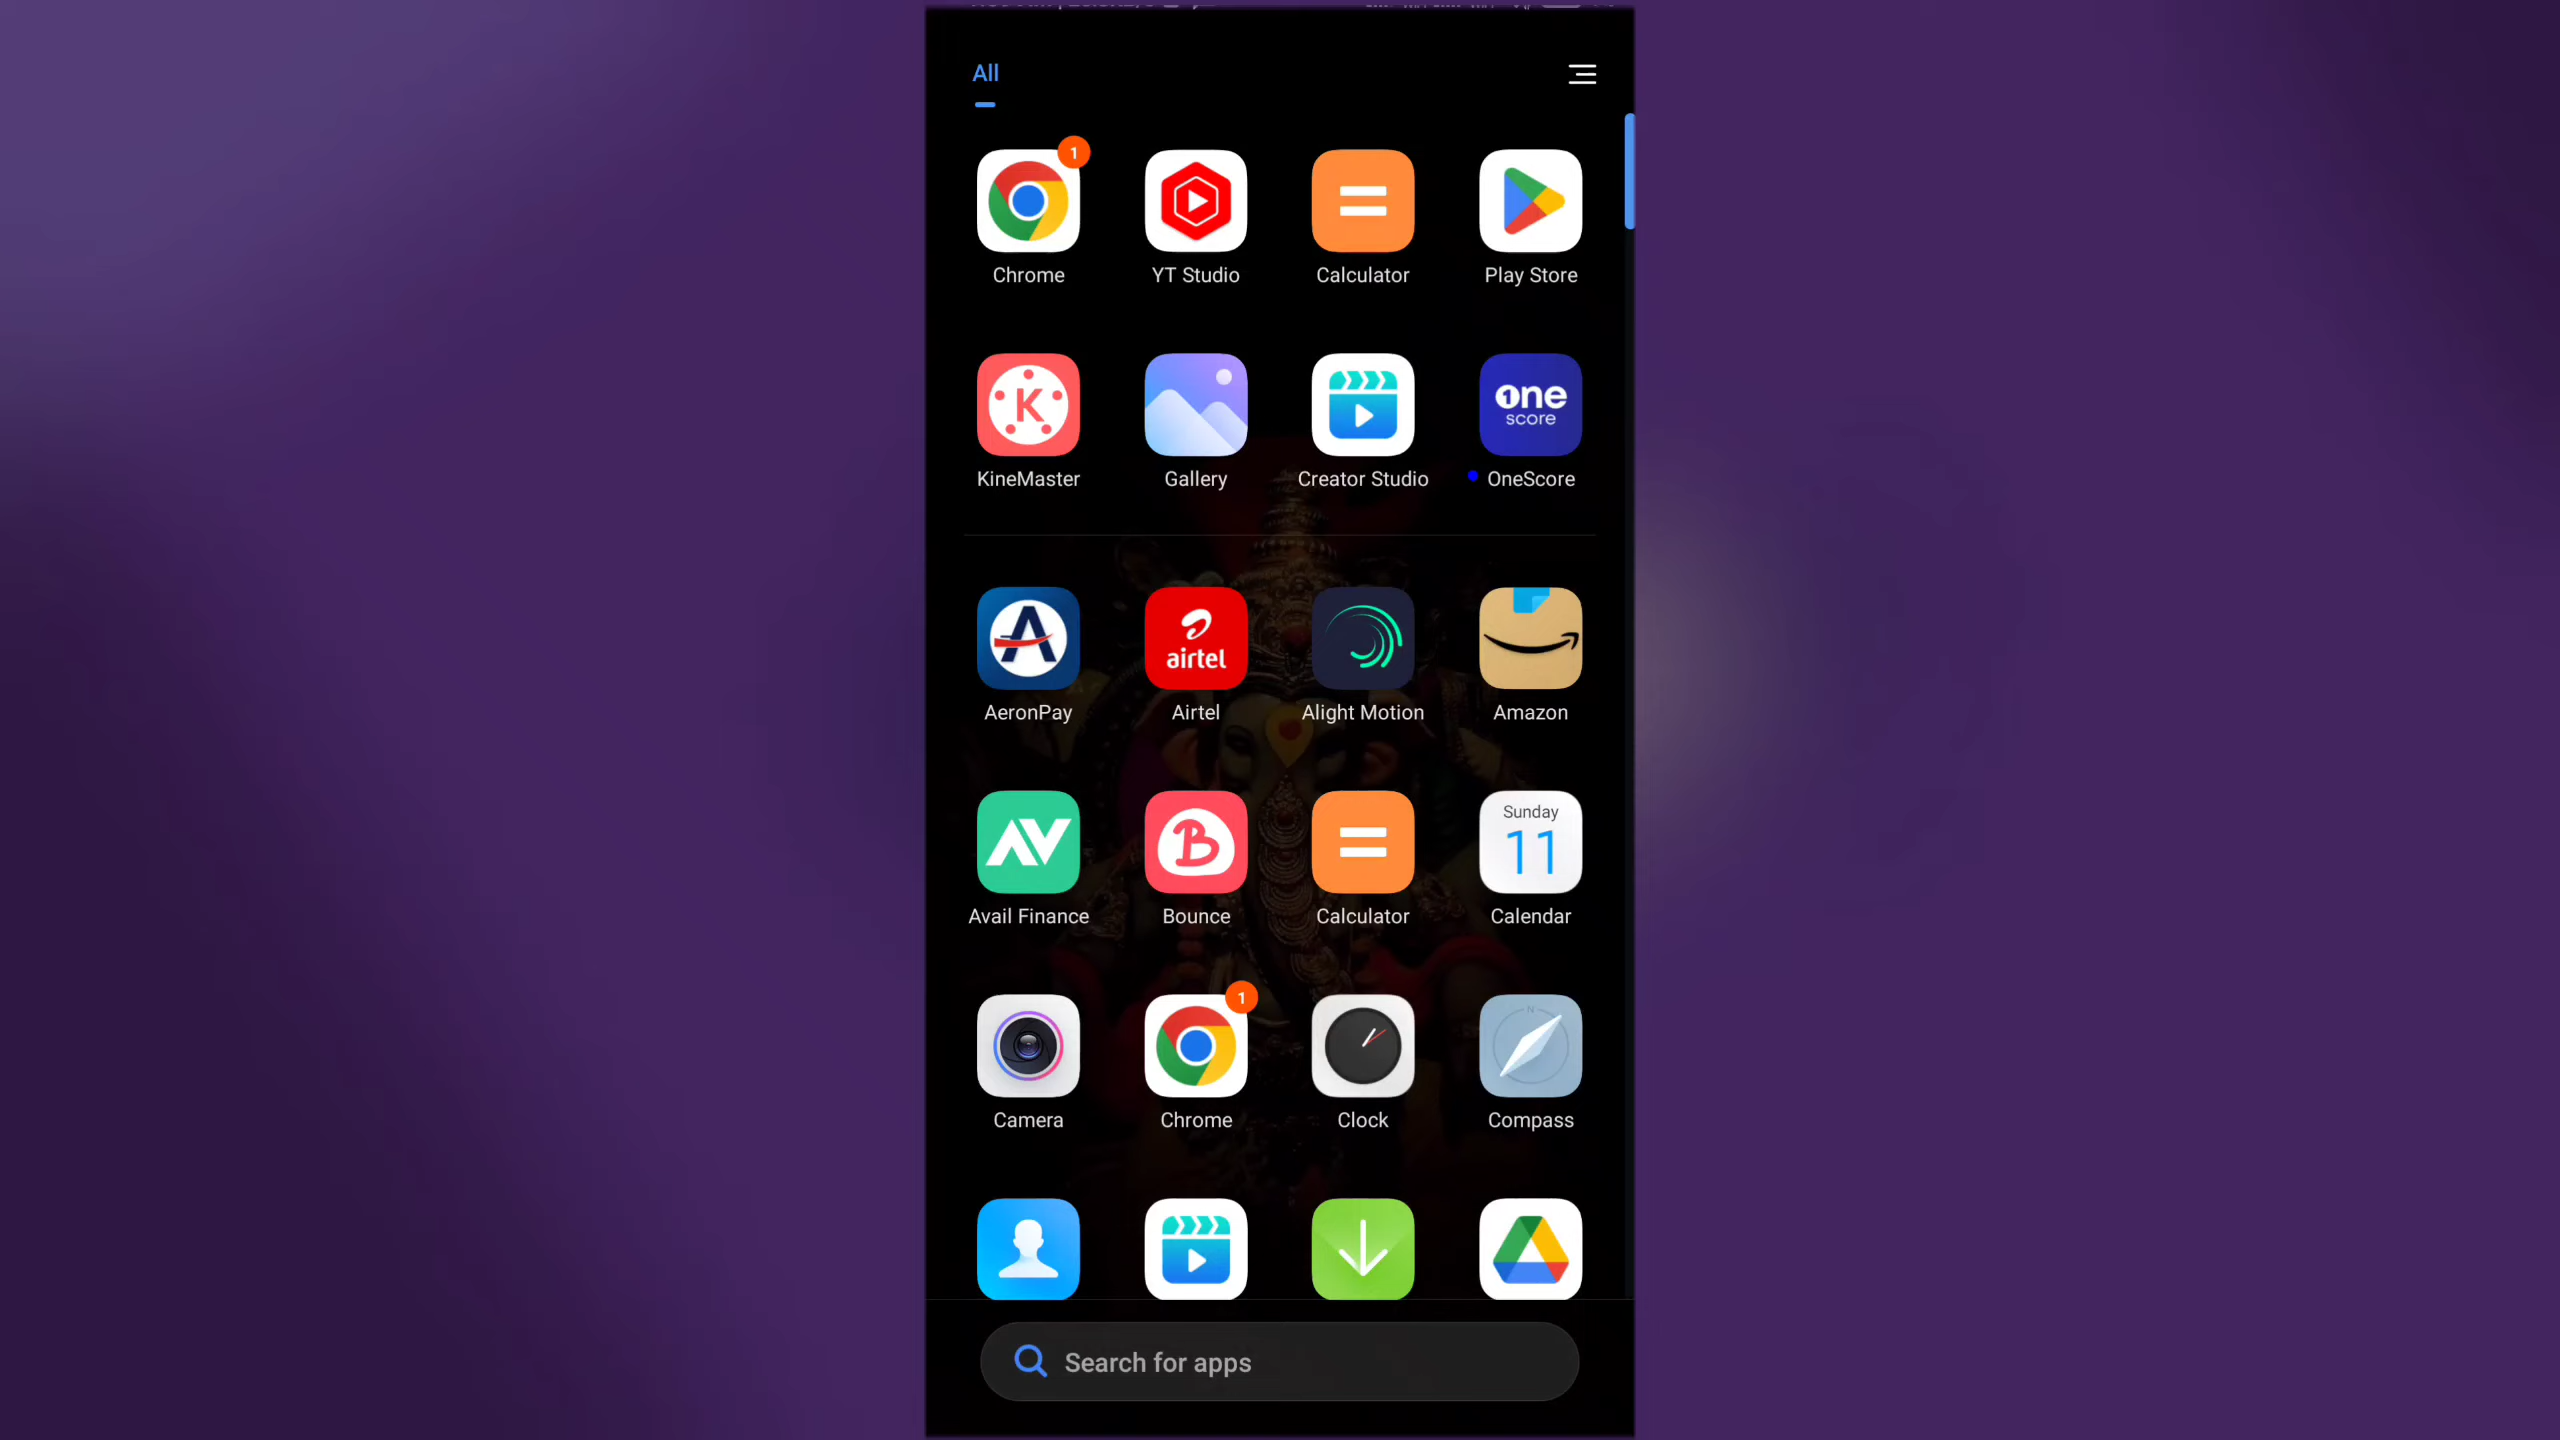 All
1
Chrome YT Studio Calculator Play Store
K
1ne
score
KineMaster Gallery Creator Studio OneScore
airtel
AeronPay Airtel Alight Motion Amazon
B
Sunday
11
Avail Finance Bounce Calculator Calendar
1
N
Camera Chrome Clock Compass
Search for apps